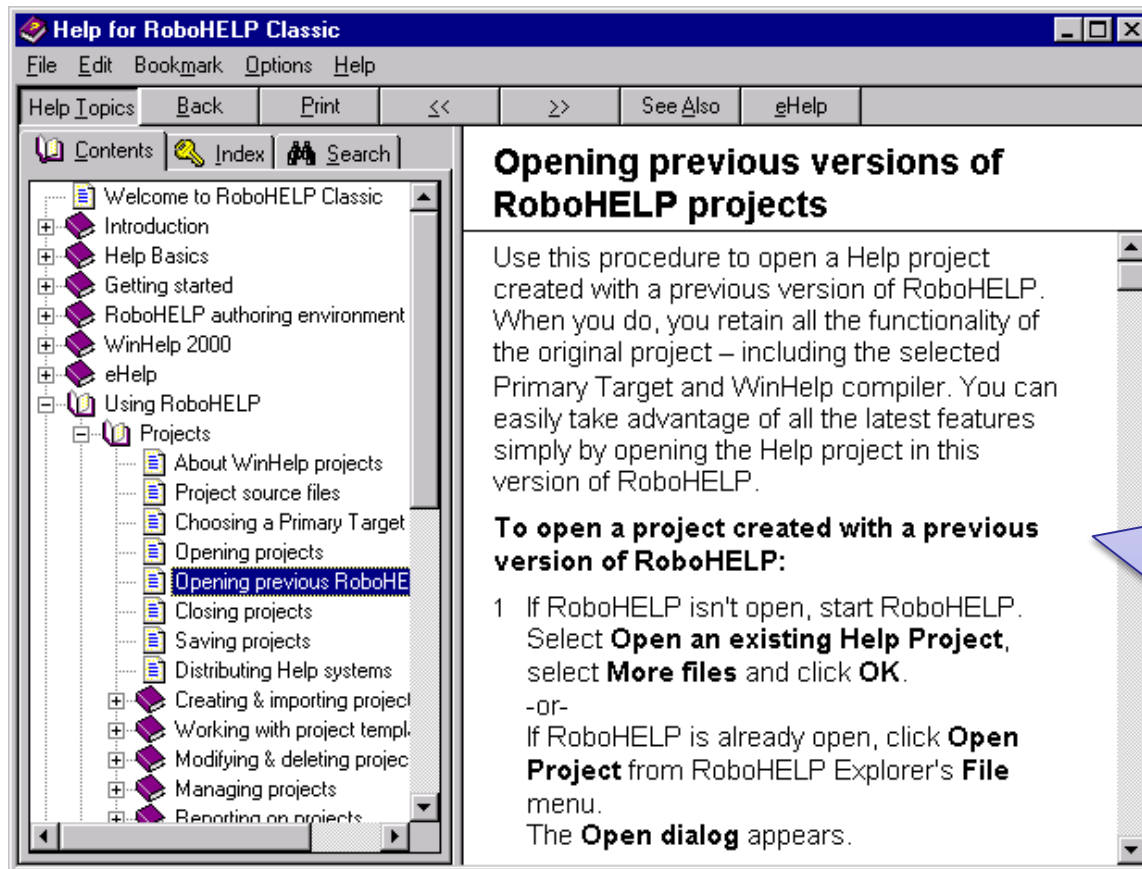 Help for RoboHELP Classic
File Edit Bookmark Options Help
Help Topics Back Print << >> See Also eHelp
Contents Index Search
Welcome to RoboHELP Classic
Introduction
Help Basics
Getting started
RoboHELP authoring environment
WinHelp 2000
eHelp
Using RoboHELP
Projects
About WinHelp projects
Project source files
Choosing a Primary Target
Opening projects
Opening previous RoboHE
Closing projects
Saving projects
Distributing Help systems
Creating & importing project
Working with project templ
Modifying & deleting projec
Managing projects
Reporting on projects
Opening previous versions of
RoboHELP projects
Use this procedure to open a Help project
created with a previous version of RoboHELP.
When you do, you retain all the functionality of
the original project – including the selected
Primary Target and WinHelp compiler. You can
easily take advantage of all the latest features
simply by opening the Help project in this
version of RoboHELP.
To open a project created with a previous
version of RoboHELP:
1 If RoboHELP isn't open, start RoboHELP.
Select Open an existing Help Project,
select More files and click OK.
-or-
If RoboHELP is already open, click Open
Project from RoboHELP Explorer's File
menu.
The Open dialog appears.